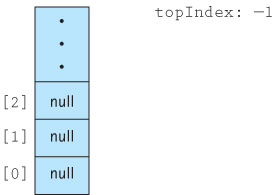 topIndex: –1
[2] null
[1] null
[0] null